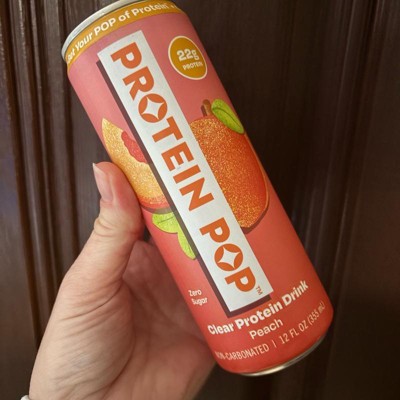 Get Your POP of Protein!
22g
PROTEIN
PROTEIN POP™
Zero
Sugar
Clear Protein Drink
Peach
NON-CARBONATED | 12 FL OZ (355 mL)